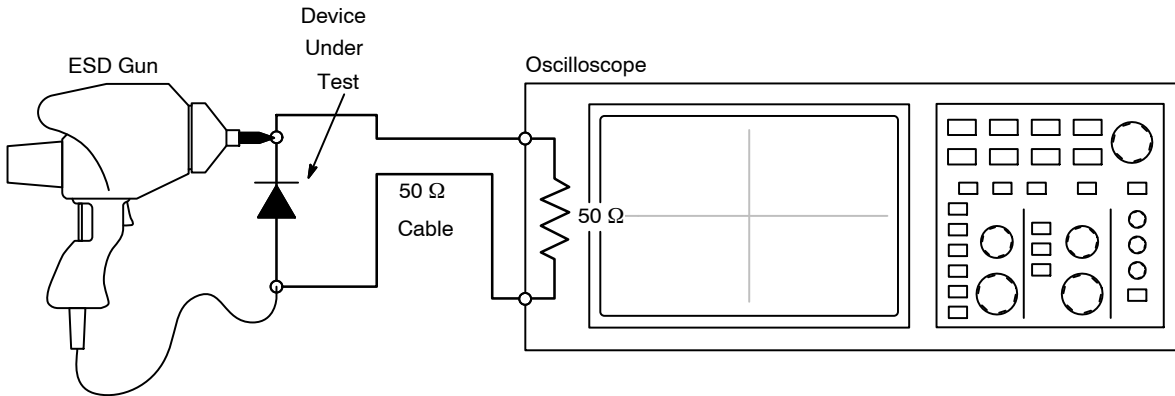 Device
Under
Test
ESD Gun
Oscilloscope
50 Ω
Cable
50 Ω